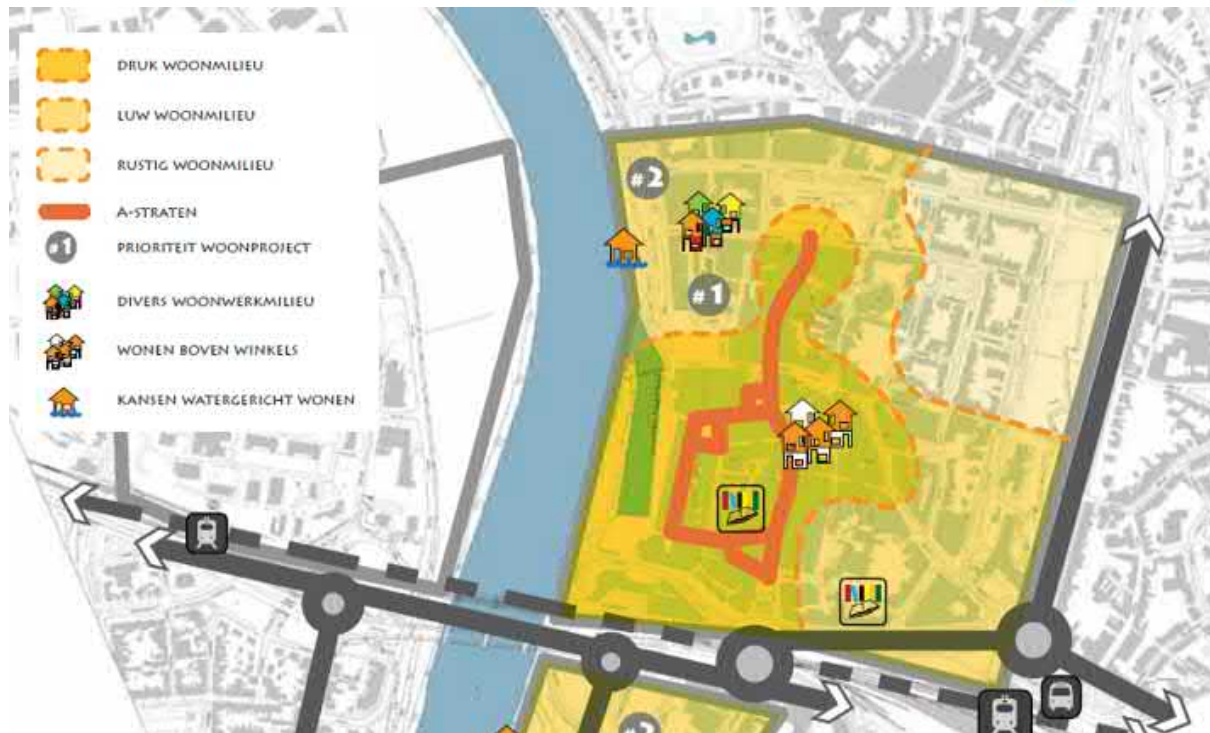 DRUK WOONMILIEU
LUW WOONMILIEU
RUSTIG WOONMILIEU
A-STRATEN
#1 PRIORITEIT WOONPROJECT
DIVERS WOONWERKMILIEU
WONEN BOVEN WINKELS
KANSEN WATERGERICHT WONEN
#2
#1
#2